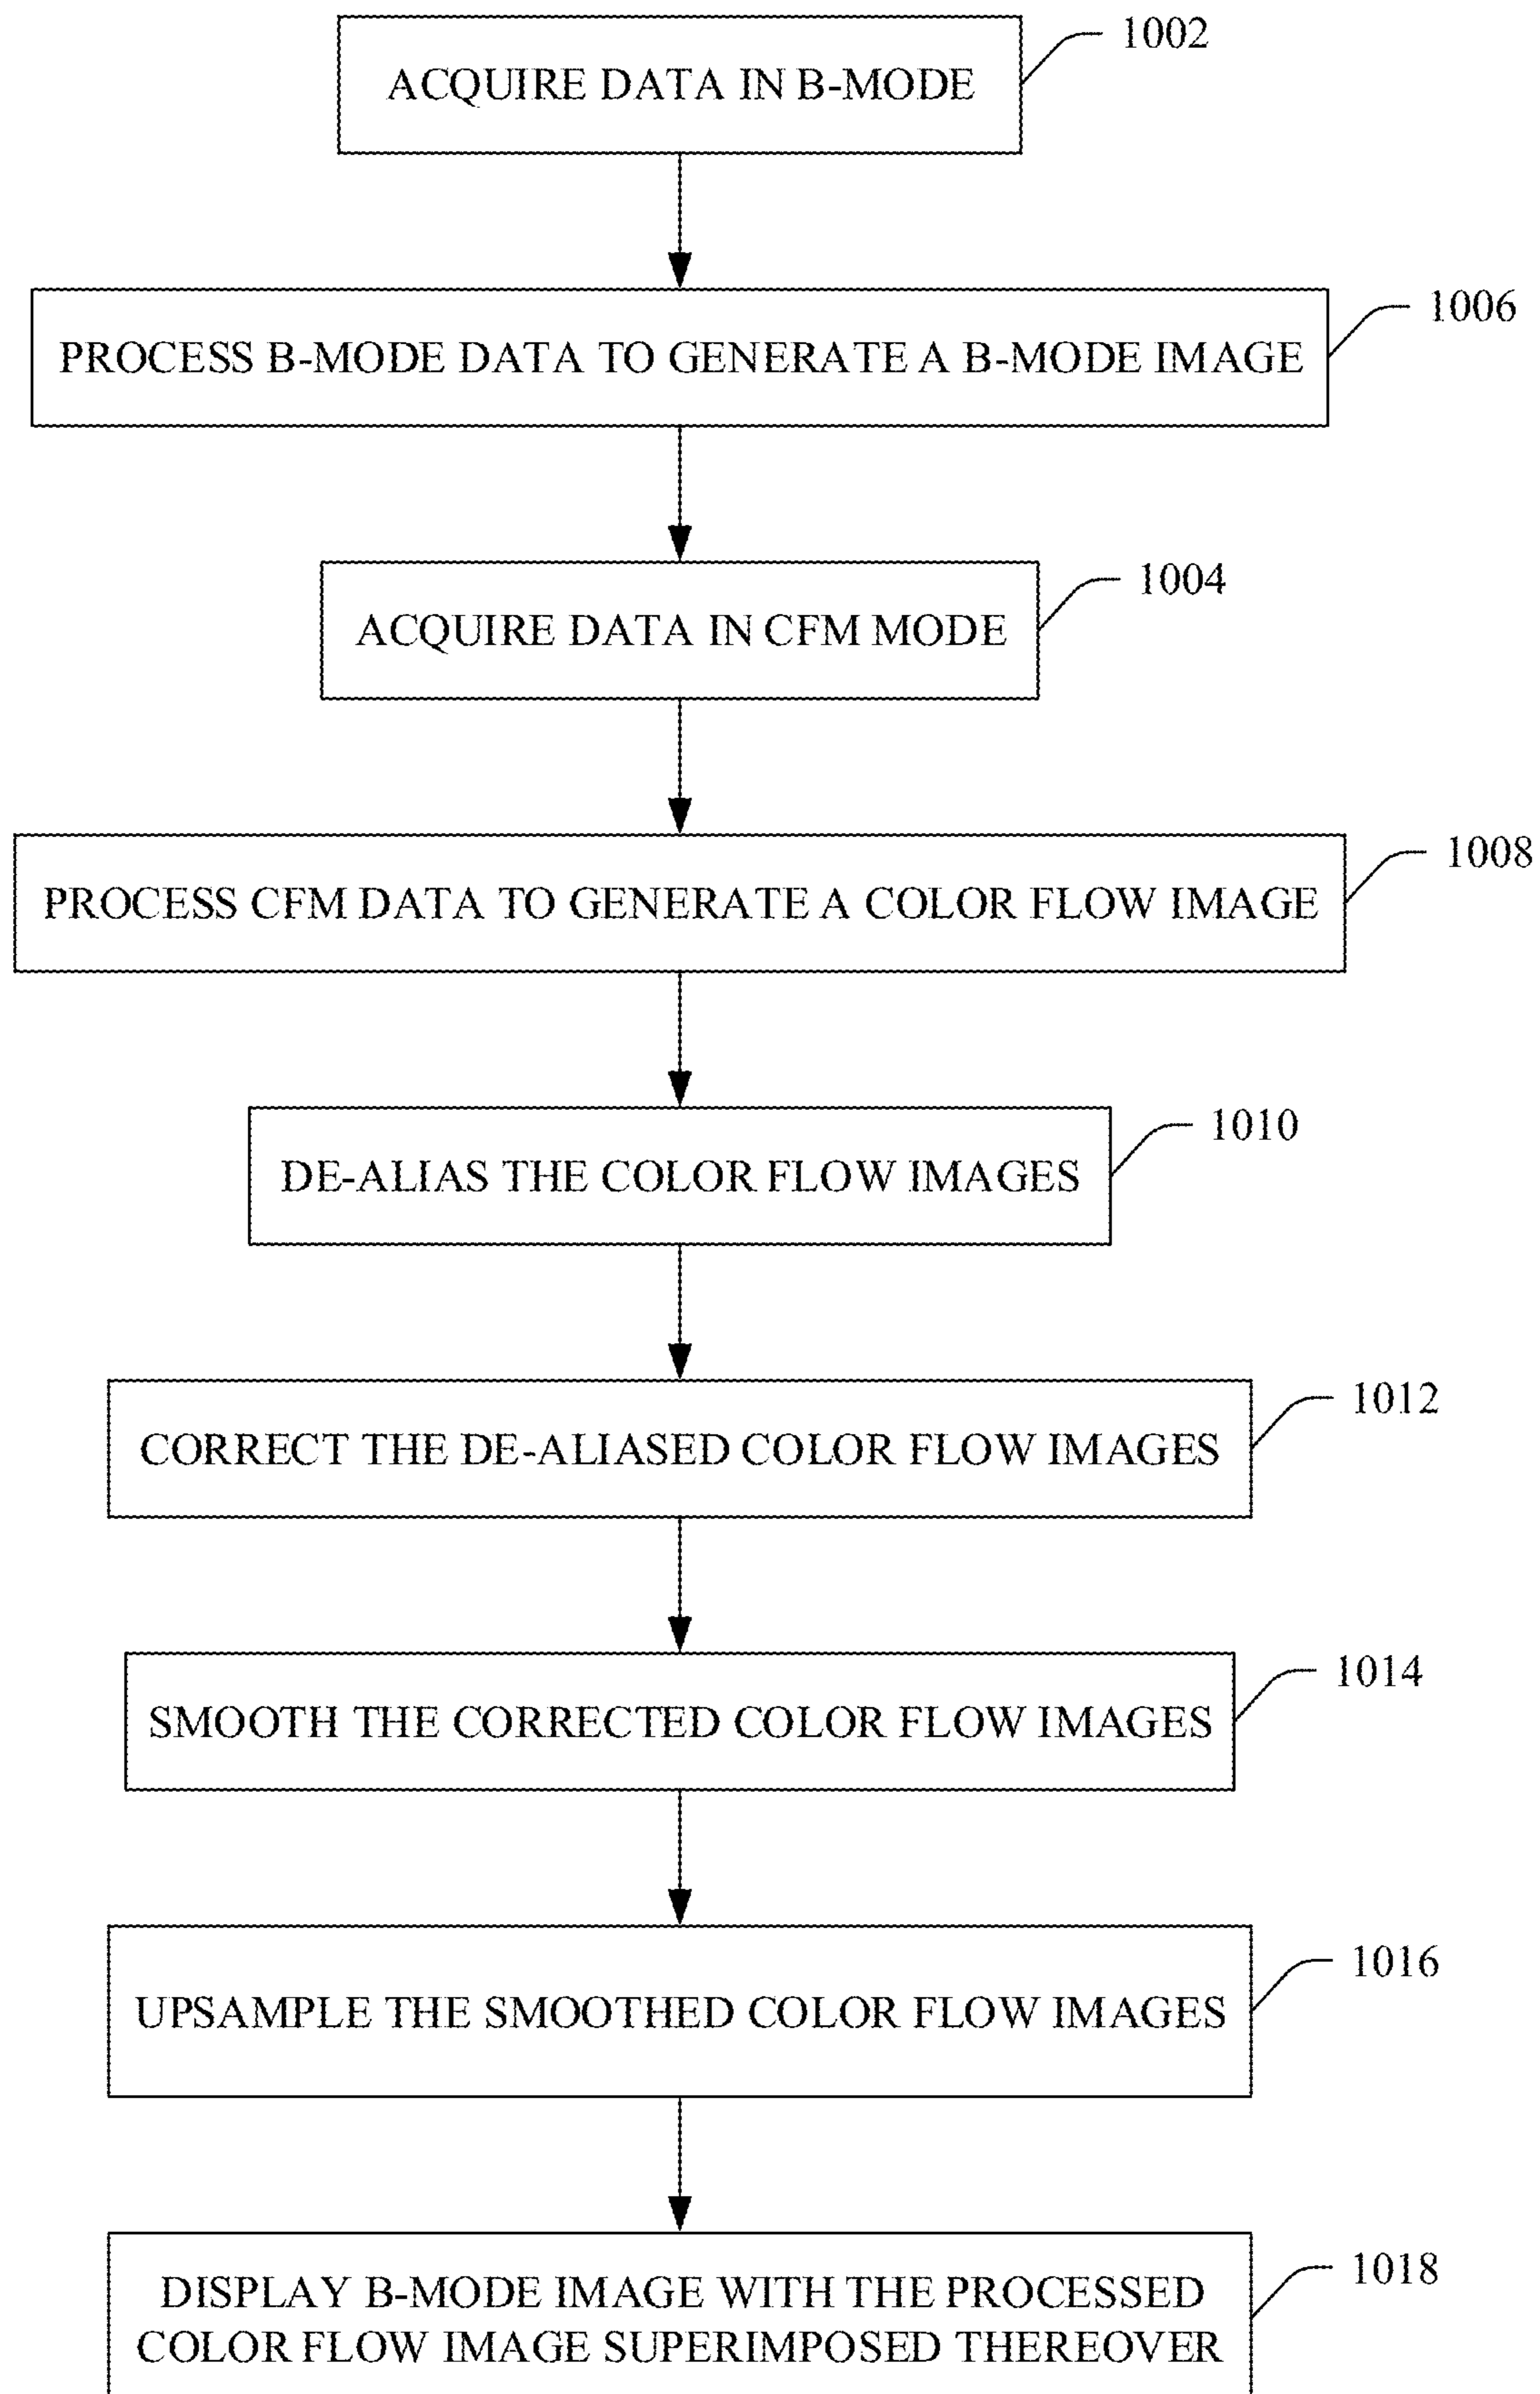 1002
ACQUIRE DATA IN B-MODE
1006
PROCESS B-MODE DATA TO GENERATE A B-MODE IMAGE
1004
ACQUIRE DATA IN CFM MODE
1008
PROCESS CFM DATA TO GENERATE A COLOR FLOW IMAGE
1010
DE-ALIAS THE COLOR FLOW IMAGES
1012
CORRECT THE DE-ALIASED COLOR FLOW IMAGES
1014
SMOOTH THE CORRECTED COLOR FLOW IMAGES
1016
UPSAMPLE THE SMOOTHED COLOR FLOW IMAGES
1018
DISPLAY B-MODE IMAGE WITH THE PROCESSED
COLOR FLOW IMAGE SUPERIMPOSED THEREOVER